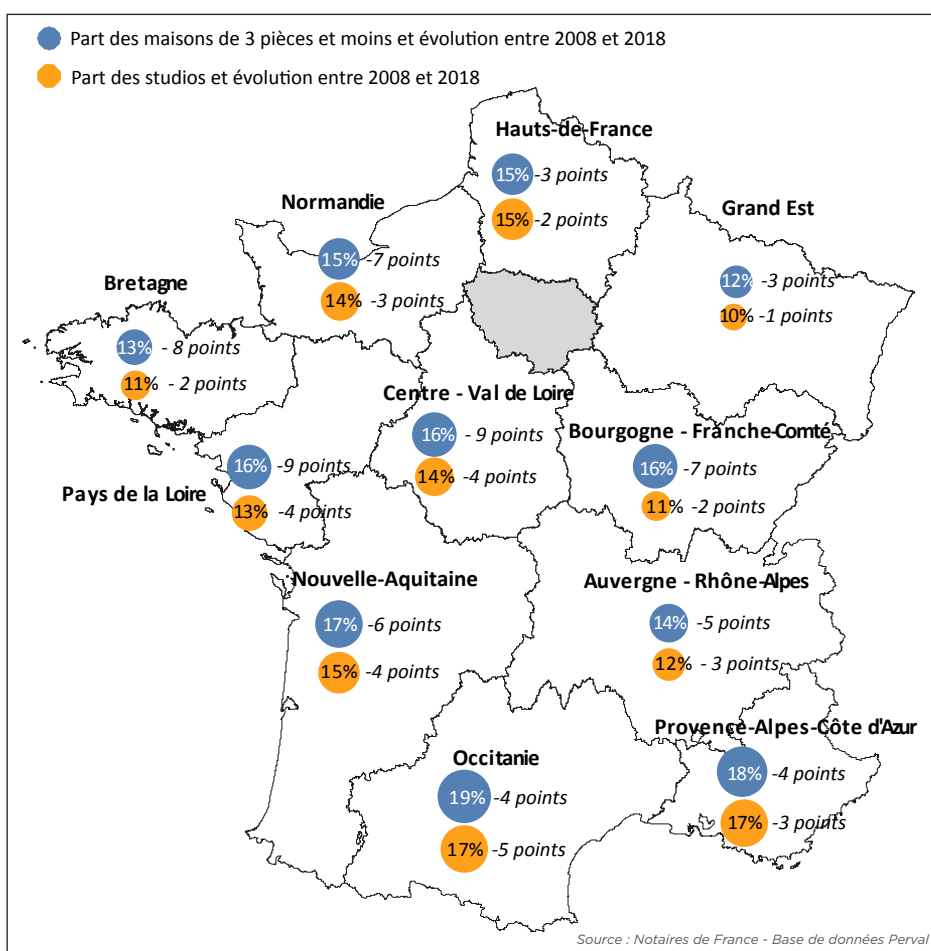 Part des maisons de 3 pièces et moins et évolution entre 2008 et 2018
Part des studios et évolution entre 2008 et 2018
Hauts-de-France
15% -3 points
15% -2 points
Normandie
15% -7 points
14% -3 points
Grand Est
12% -3 points
10% -1 points
Bretagne
13% - 8 points
11% - 2 points
Centre - Val de Loire
16% - 9 points
14% -4 points
Bourgogne - Franche-Comté
16% -7 points
11% -2 points
Pays de la Loire
16% -9 points
13% -4 points
Nouvelle-Aquitaine
17% -6 points
15% -4 points
Auvergne - Rhône-Alpes
14% -5 points
12% - 3 points
Provence-Alpes-Côte d'Azur
18% -4 points
17% -3 points
Occitanie
19% -4 points
17% -5 points
Source : Notaires de France - Base de données Perval